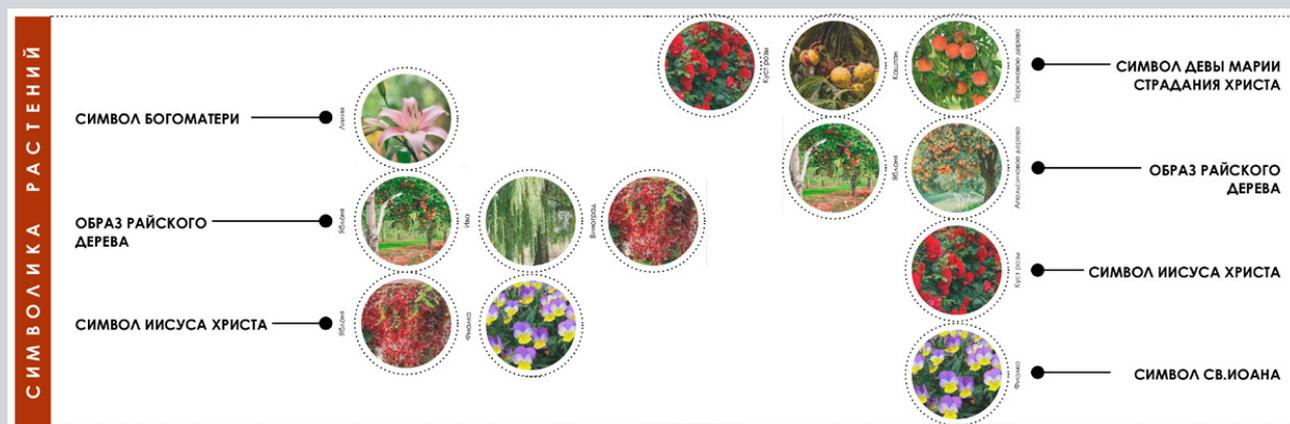 СИМВОЛИКА РАСТЕНИЙ
СИМВОЛ БОГОМАТЕРИ
Лилии
ОБРАЗ РАЙСКОГО
ДЕРЕВА
Яблоня
Ива
Виноград
СИМВОЛ ИИСУСА ХРИСТА
Яблоня
Фиалка
Куст розы
Каштан
Персиковое дерево
СИМВОЛ ДЕВЫ МАРИИ
СТРАДАНИЯ ХРИСТА
Яблоня
Апельсиновое дерево
ОБРАЗ РАЙСКОГО
ДЕРЕВА
Куст розы
СИМВОЛ ИИСУСА ХРИСТА
Фиалка
СИМВОЛ СВ.ИОАНА